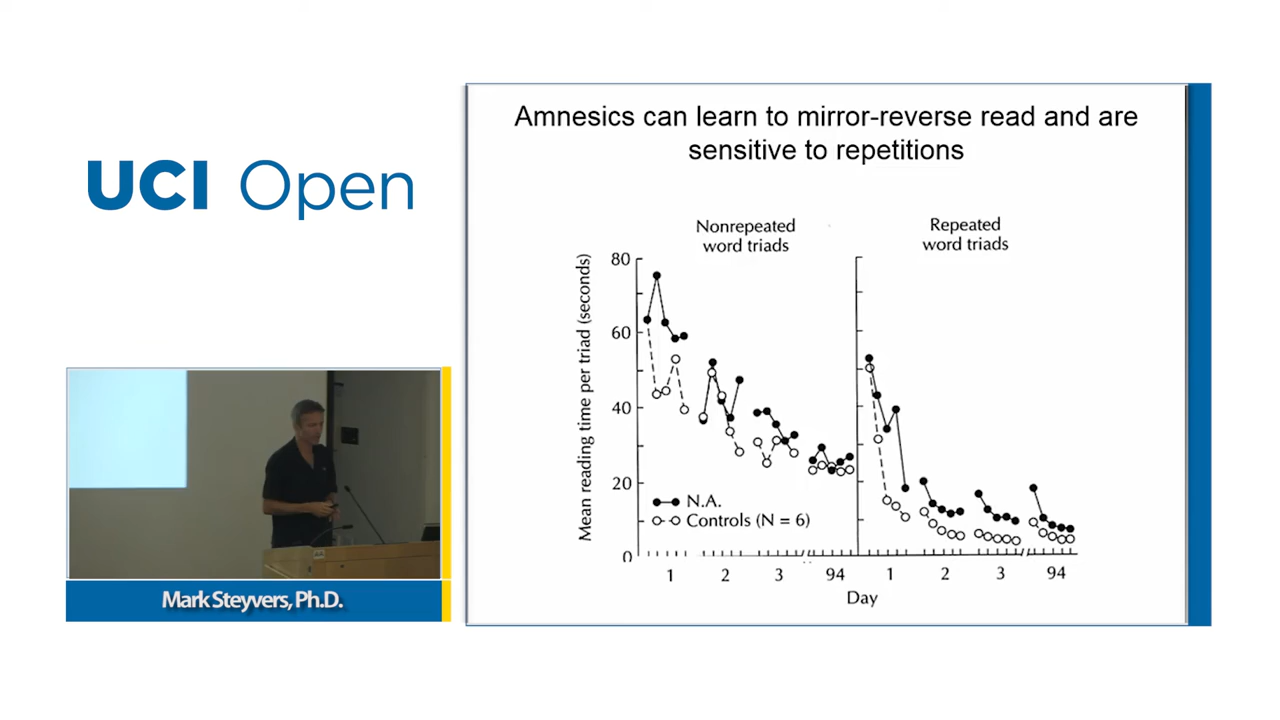 UCI Open
Amnesics can learn to mirror-reverse read and are
sensitive to repetitions
Nonrepeated
word triads
Repeated
word triads
Mean reading time per triad (seconds)
80
60
40
20
0
N.A.
Controls (N = 6)
1 2 3 94 1 2 3 94
Day
Mark Steyvers, Ph.D.